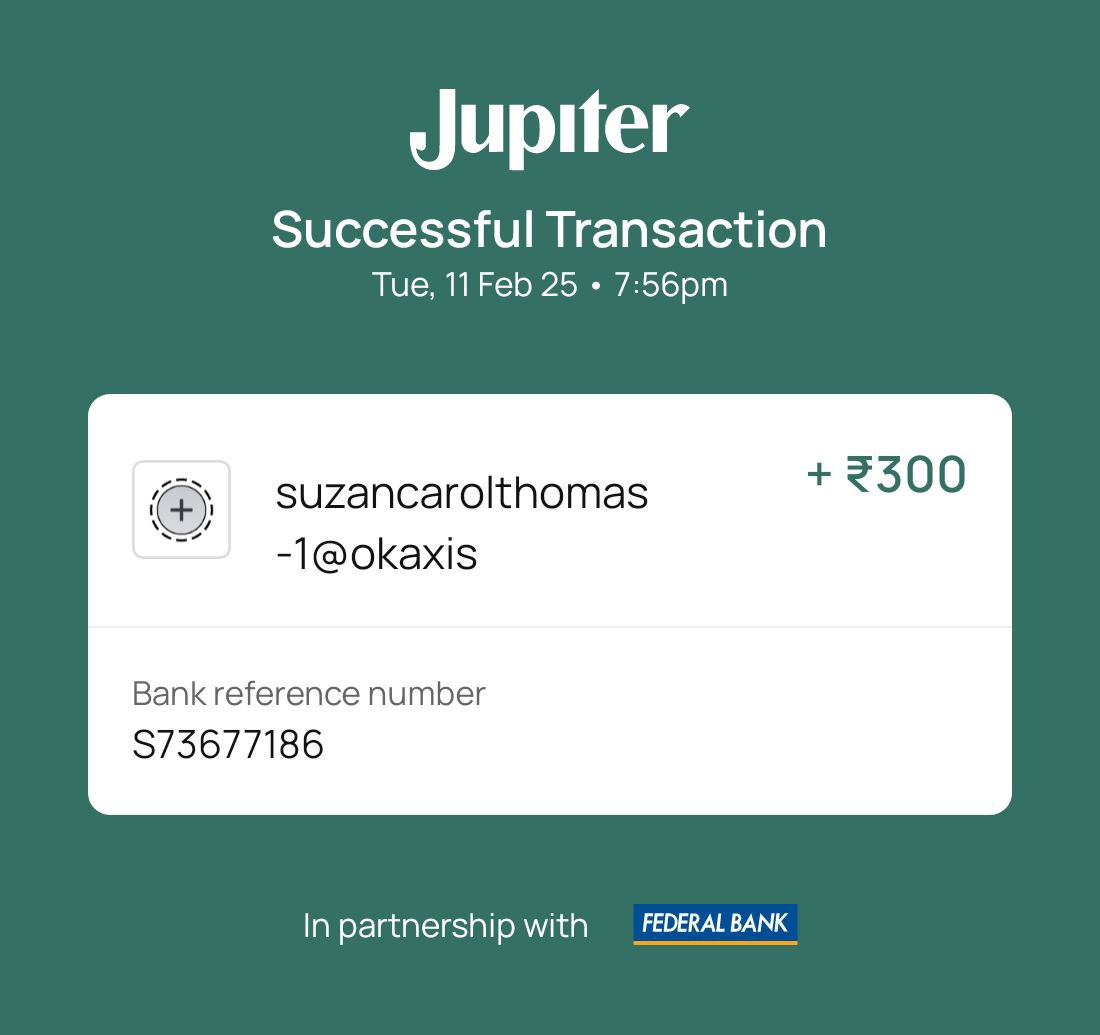 Jupiter
Successful Transaction
Tue, 11 Feb 25 • 7:56pm
suzancarolthomas
-1@okaxis
+ ₹300
Bank reference number
S73677186
In partnership with FEDERAL BANK